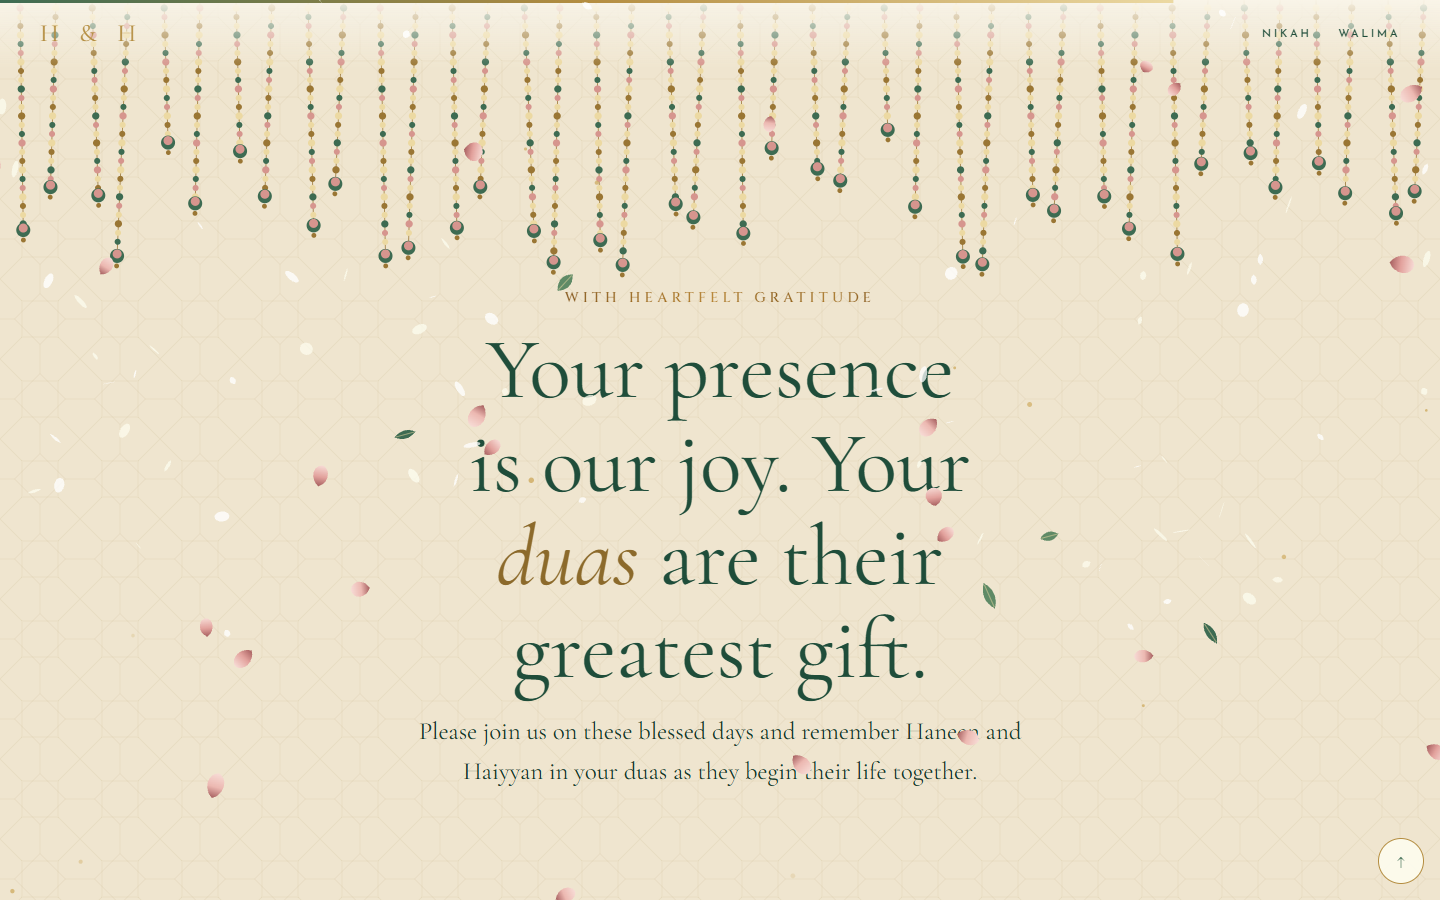 H & H
NIKAH WALIMA
WITH HEARTFELT GRATITUDE
Your presence
is our joy. Your
duas are their
greatest gift.
Please join us on these blessed days and remember Haneen and
Haiyyan in your duas as they begin their life together.
↑